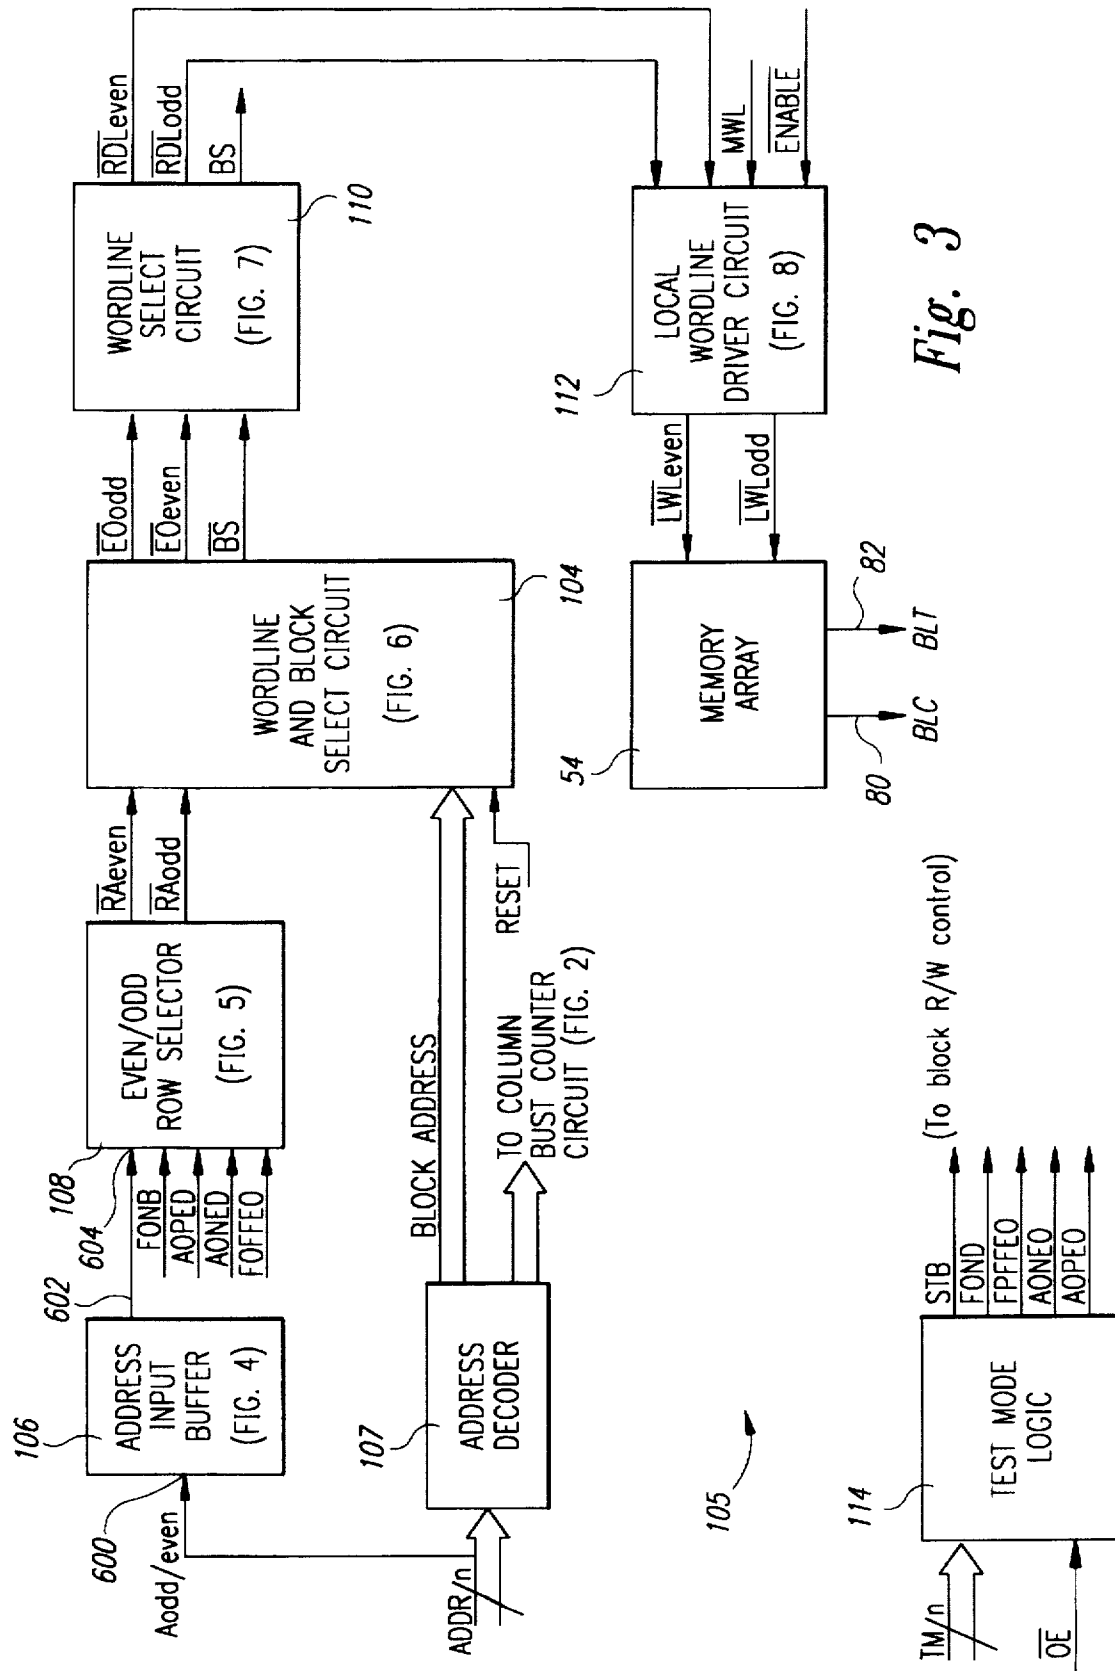 Aodd/even
600
106
ADDRESS
INPUT
BUFFER
(FIG. 4)
602
604
108
FONB
AOPED
AONED
FOFFEO
EVEN/ODD
ROW SELECTOR
(FIG. 5)
RAeven
RAodd
WORDLINE
AND BLOCK
SELECT CIRCUIT
(FIG. 6)
104
EOodd
EOeven
BS
WORDLINE
SELECT
CIRCUIT
(FIG. 7)
110
RDLeven
RDLodd
BS
ADDR/n
107
ADDRESS
DECODER
BLOCK ADDRESS
TO COLUMN
BUST COUNTER
CIRCUIT (FIG. 2)
RESET
54
MEMORY
ARRAY
80
BLC
82
BLT
LWLeven
LWLodd
112
LOCAL
WORDLINE
DRIVER CIRCUIT
(FIG. 8)
MWL
ENABLE
105
TM/n
OE
114
TEST MODE
LOGIC
STB
FOND
FPFFEO
AONEO
AOPEO
(To block R/W control)
Fig. 3